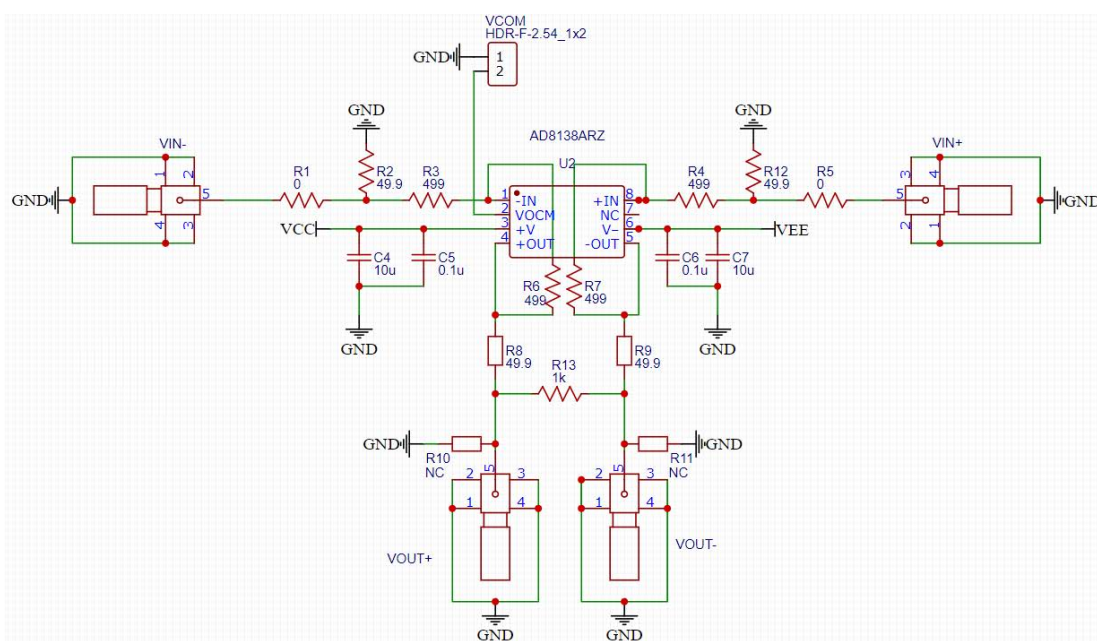 VCOM
HDR-F-2.54_1x2
GND
1
2
GND
GND
AD8138ARZ
U2
VIN-
VIN+
1
2
5
4
3
GND
R1
0
R2
49.9
R3
499
1
-IN
2
VOCM
3
+V
4
+OUT
8
+IN
7
NC
6
V-
5
-OUT
R4
499
R12
49.9
R5
0
3
4
5
2
1
GND
VCC
VEE
C4
10u
C5
0.1u
C6
0.1u
C7
10u
R6
499
R7
499
GND
GND
R8
49.9
R9
49.9
R13
1k
GND
R10
NC
R11
NC
GND
5
2
3
1
4
5
2
3
1
4
VOUT+
VOUT-
GND
GND